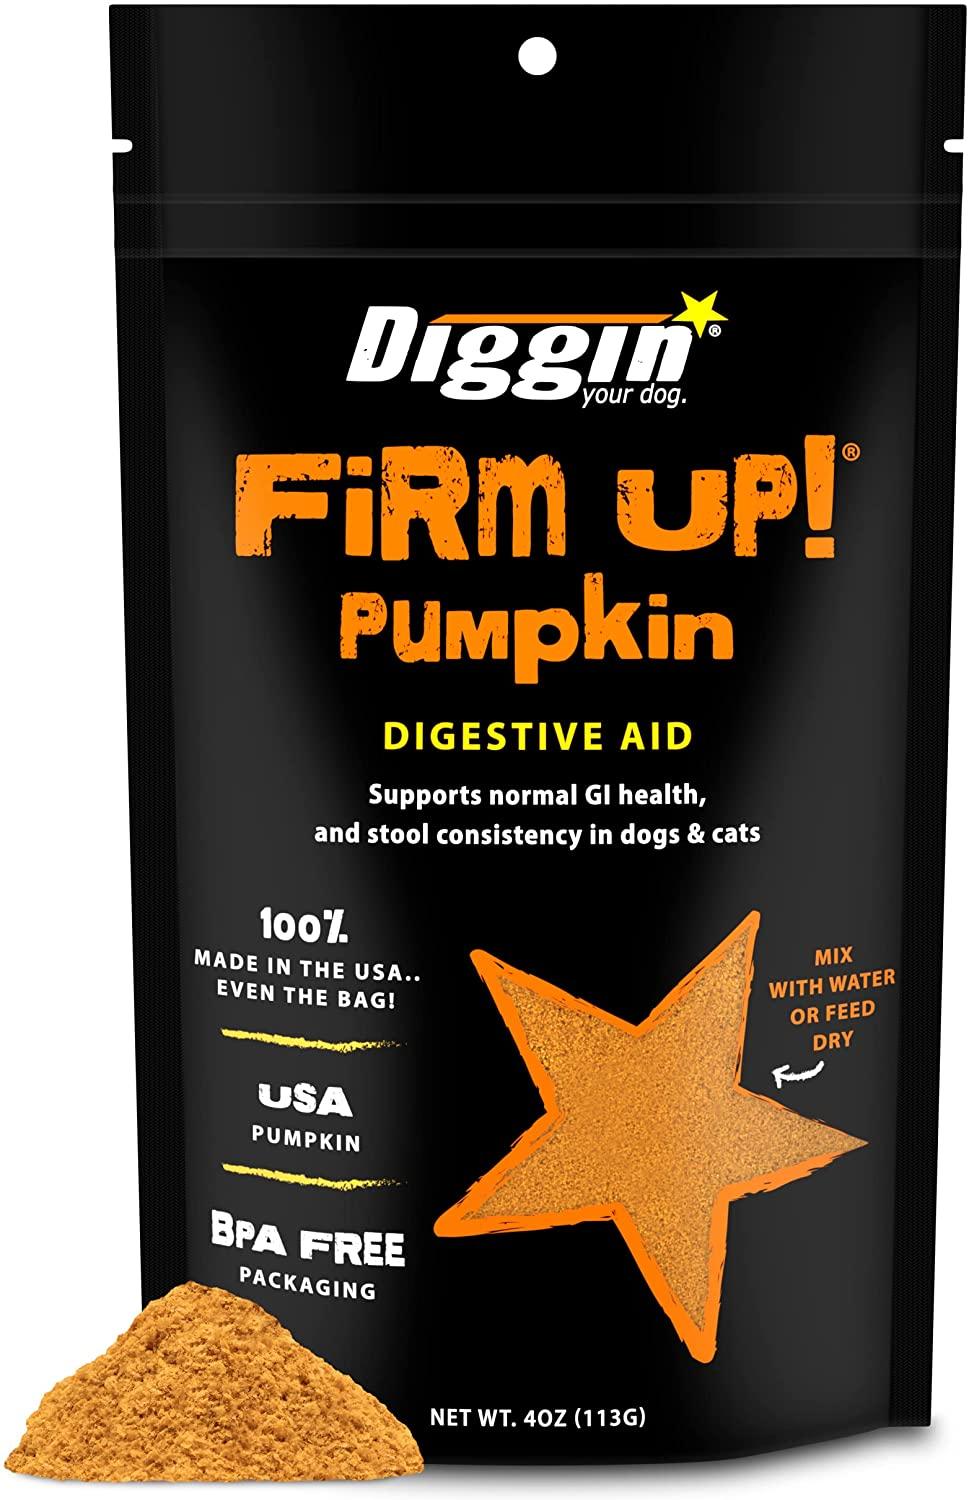 Diggin®
your dog.
FiRm UP!®
Pumpkin
DIGESTIVE AID
Supports normal GI health,
and stool consistency in dogs & cats
100%
MADE IN THE USA..
EVEN THE BAG!
USA
PUMPKIN
BPA FREE
PACKAGING
MIX
WITH WATER
OR FEED
DRY
NET WT. 4OZ (113G)